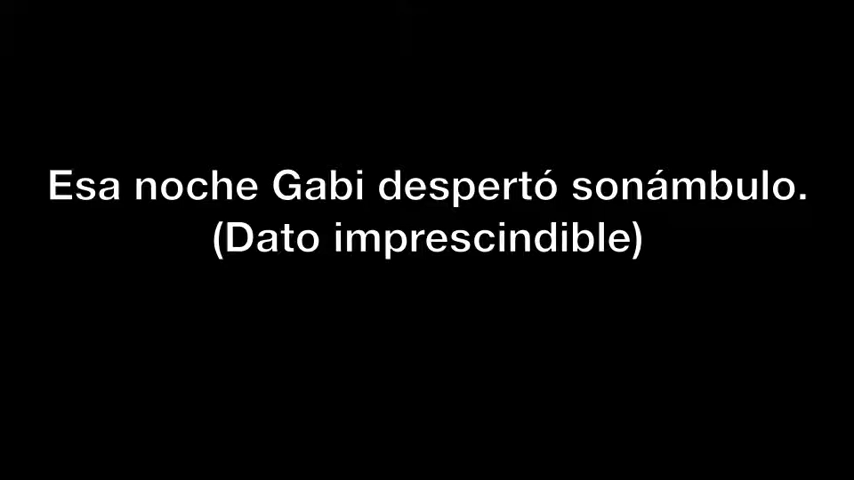 Esa noche Gabi despertó sonámbulo.
(Dato imprescindible)